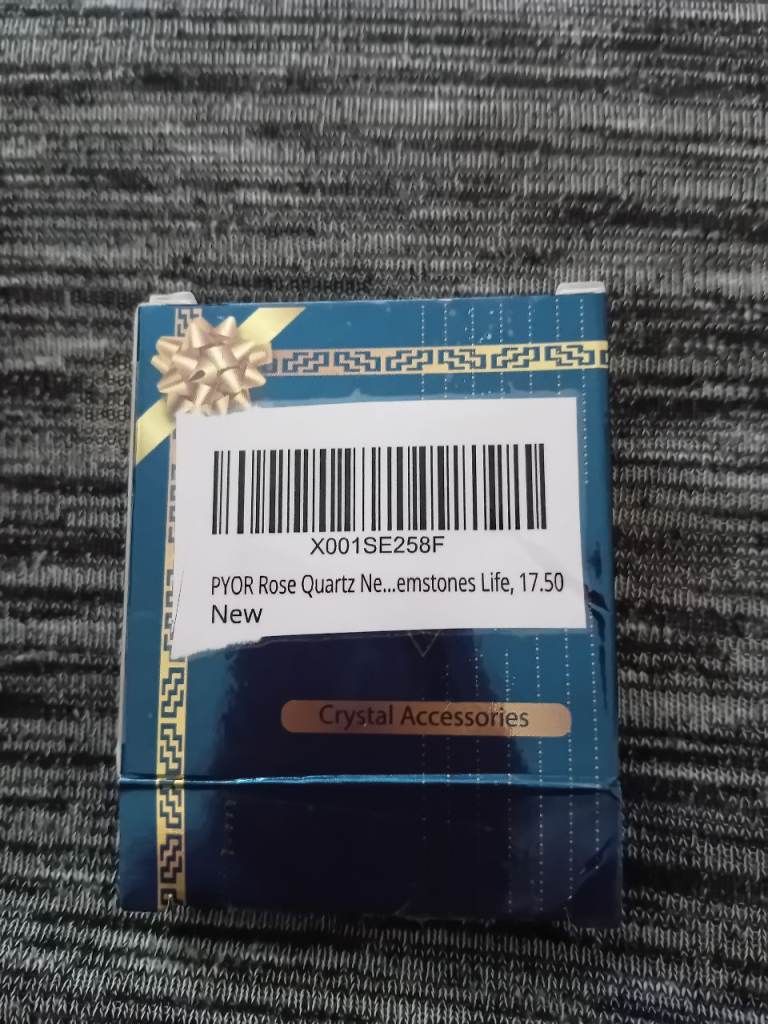 X001SE258F
PYOR Rose Quartz Ne...emstones Life, 17.50
New
Crystal Accessories